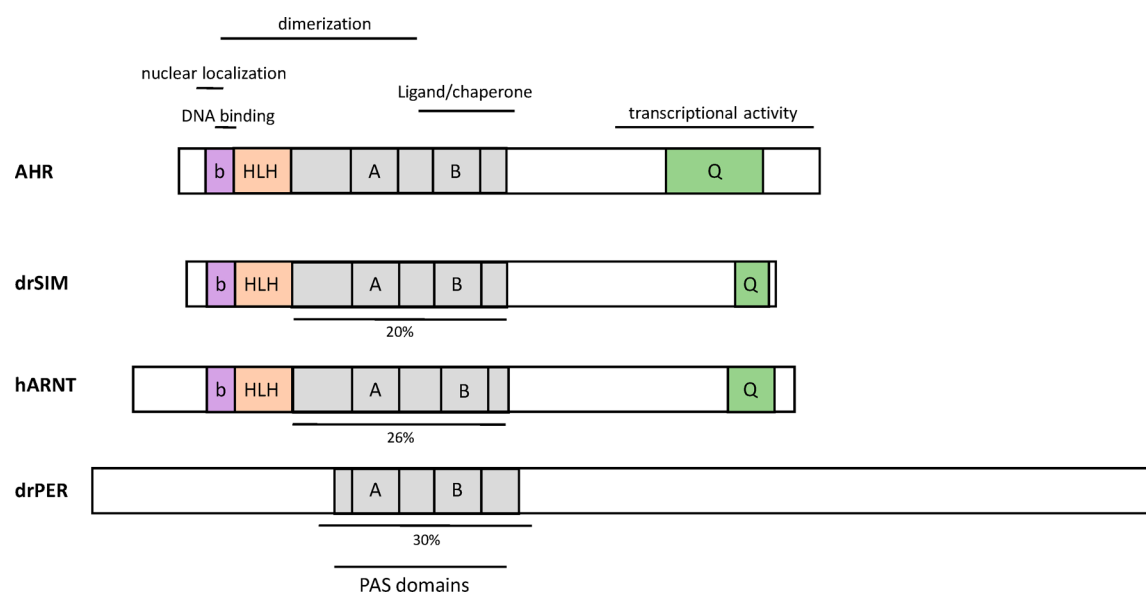 dimerization
nuclear localization
Ligand/chaperone
DNA binding
transcriptional activity
AHR b HLH A B Q
drSIM b HLH A B Q
20%
hARNT b HLH A B Q
26%
drPER A B
30%
PAS domains